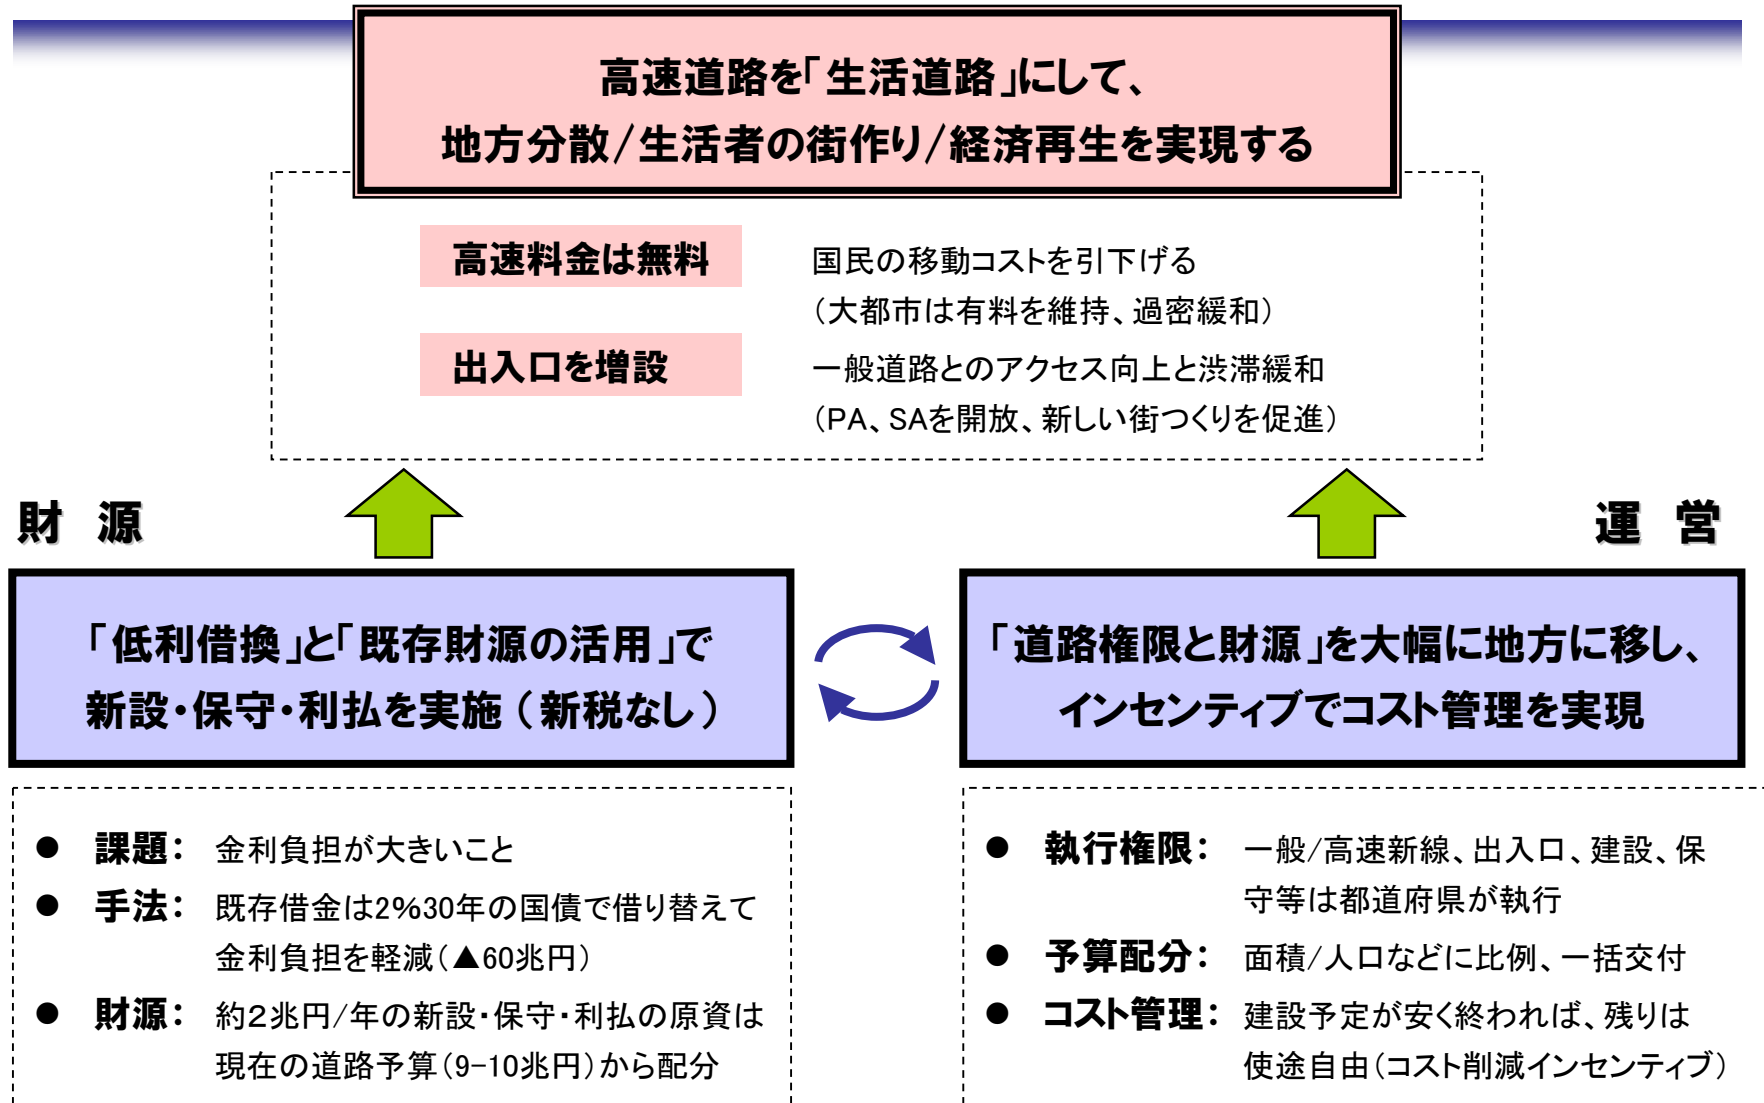 高速道路を「生活道路」にして、
地方分散/生活者の街作り/経済再生を実現する
高速料金は無料
国民の移動コストを引下げる
（大都市は有料を維持、過密緩和）
出入口を増設
一般道路とのアクセス向上と渋滞緩和
（PA、SAを開放、新しい街つくりを促進）
財 源
「低利借換」と「既存財源の活用」で
新設・保守・利払を実施（新税なし）
● 課題： 金利負担が大きいこと
● 手法： 既存借金は2%30年の国債で借り替えて
金利負担を軽減（▲60兆円）
● 財源： 約２兆円/年の新設・保守・利払の原資は
現在の道路予算（9-10兆円）から配分
運 営
「道路権限と財源」を大幅に地方に移し、
インセンティブでコスト管理を実現
● 執行権限： 一般/高速新線、出入口、建設、保
守等は都道府県が執行
● 予算配分： 面積/人口などに比例、一括交付
● コスト管理： 建設予定が安く終われば、残りは
使途自由（コスト削減インセンティブ）